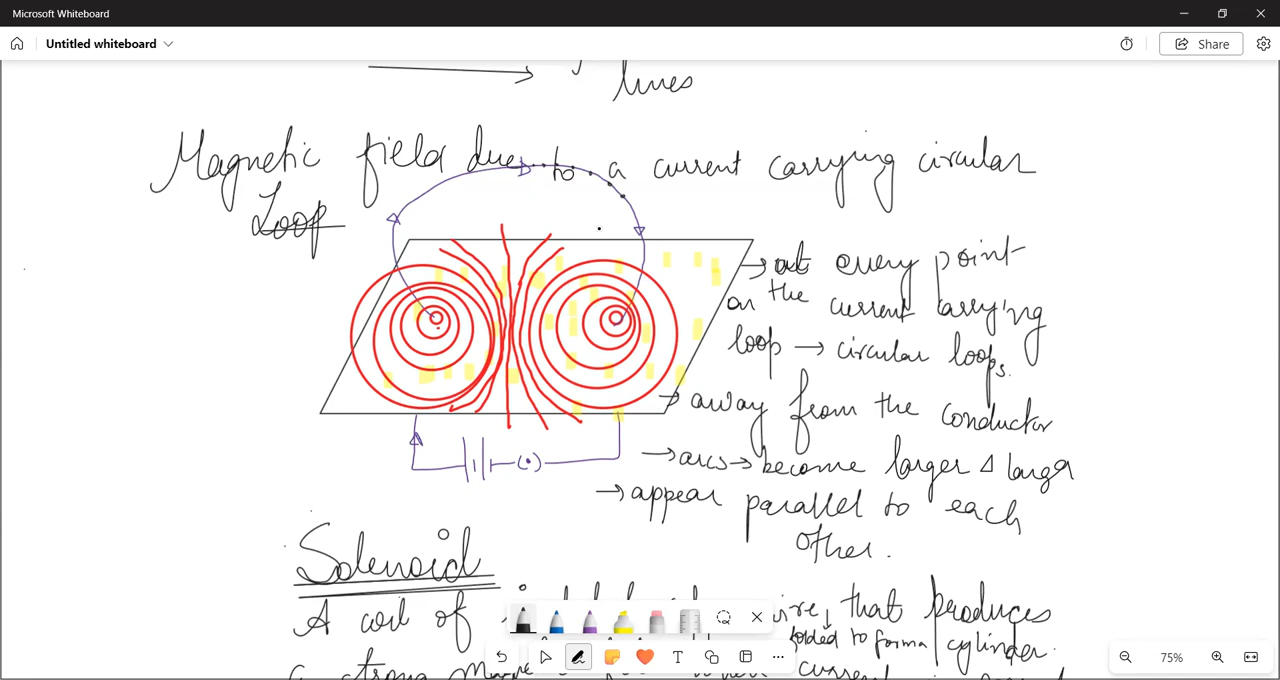 Microsoft Whiteboard
Untitled whiteboard
Share
lines
Magnetic field due to a current carrying circular
Loop
→ at every point
on the current carrying
loop → circular loops.
→ away from the conductor
→ arcs → become larger & larger
→ appear parallel to each
other.
Solenoid
A coil of that produces
folded to form a cylinder.
a strong
75%